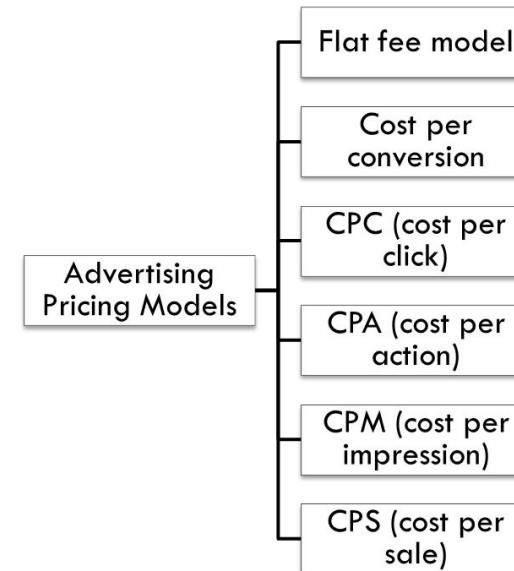 Advertising
Pricing Models
Flat fee model
Cost per
conversion
CPC (cost per
click)
CPA (cost per
action)
CPM (cost per
impression)
CPS (cost per
sale)